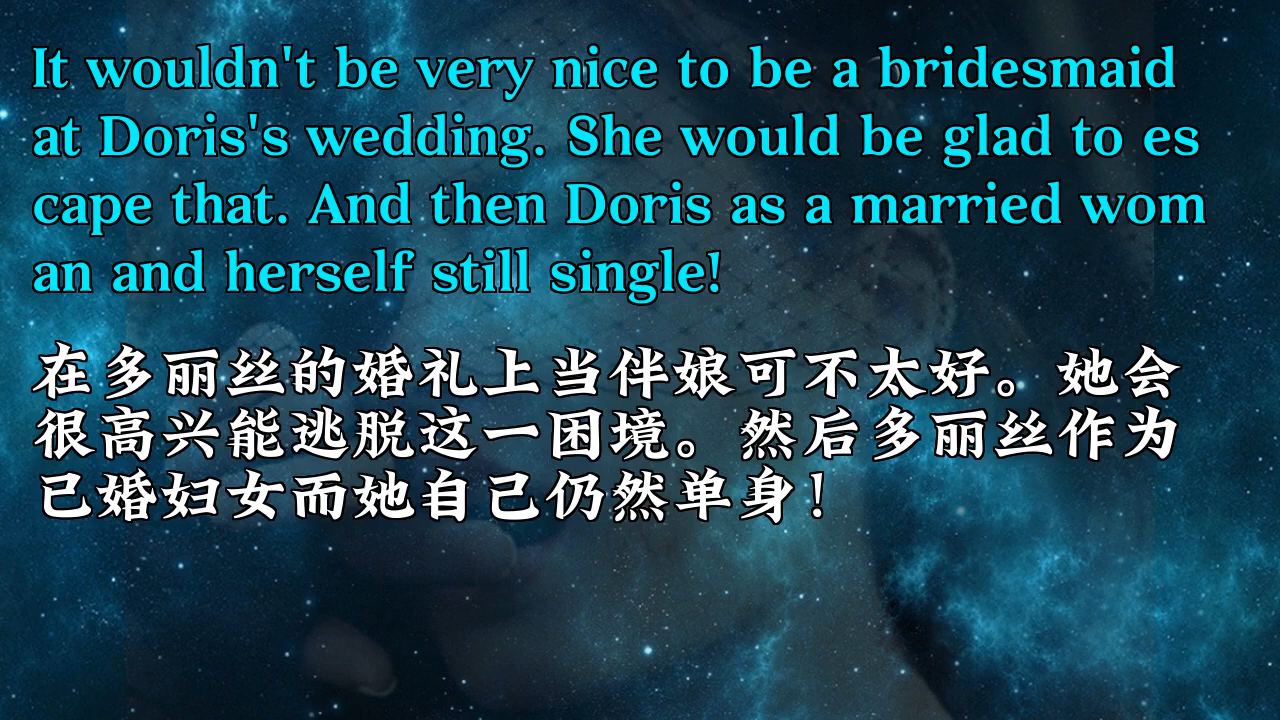 It wouldn't be very nice to be a bridesmaid
at Doris's wedding. She would be glad to es
cape that. And then Doris as a married wom
an and herself still single!
在多丽丝的婚礼上当伴娘可不太好。她会
很高兴能逃脱这一困境。然后多丽丝作为
已婚妇女而她自己仍然单身！